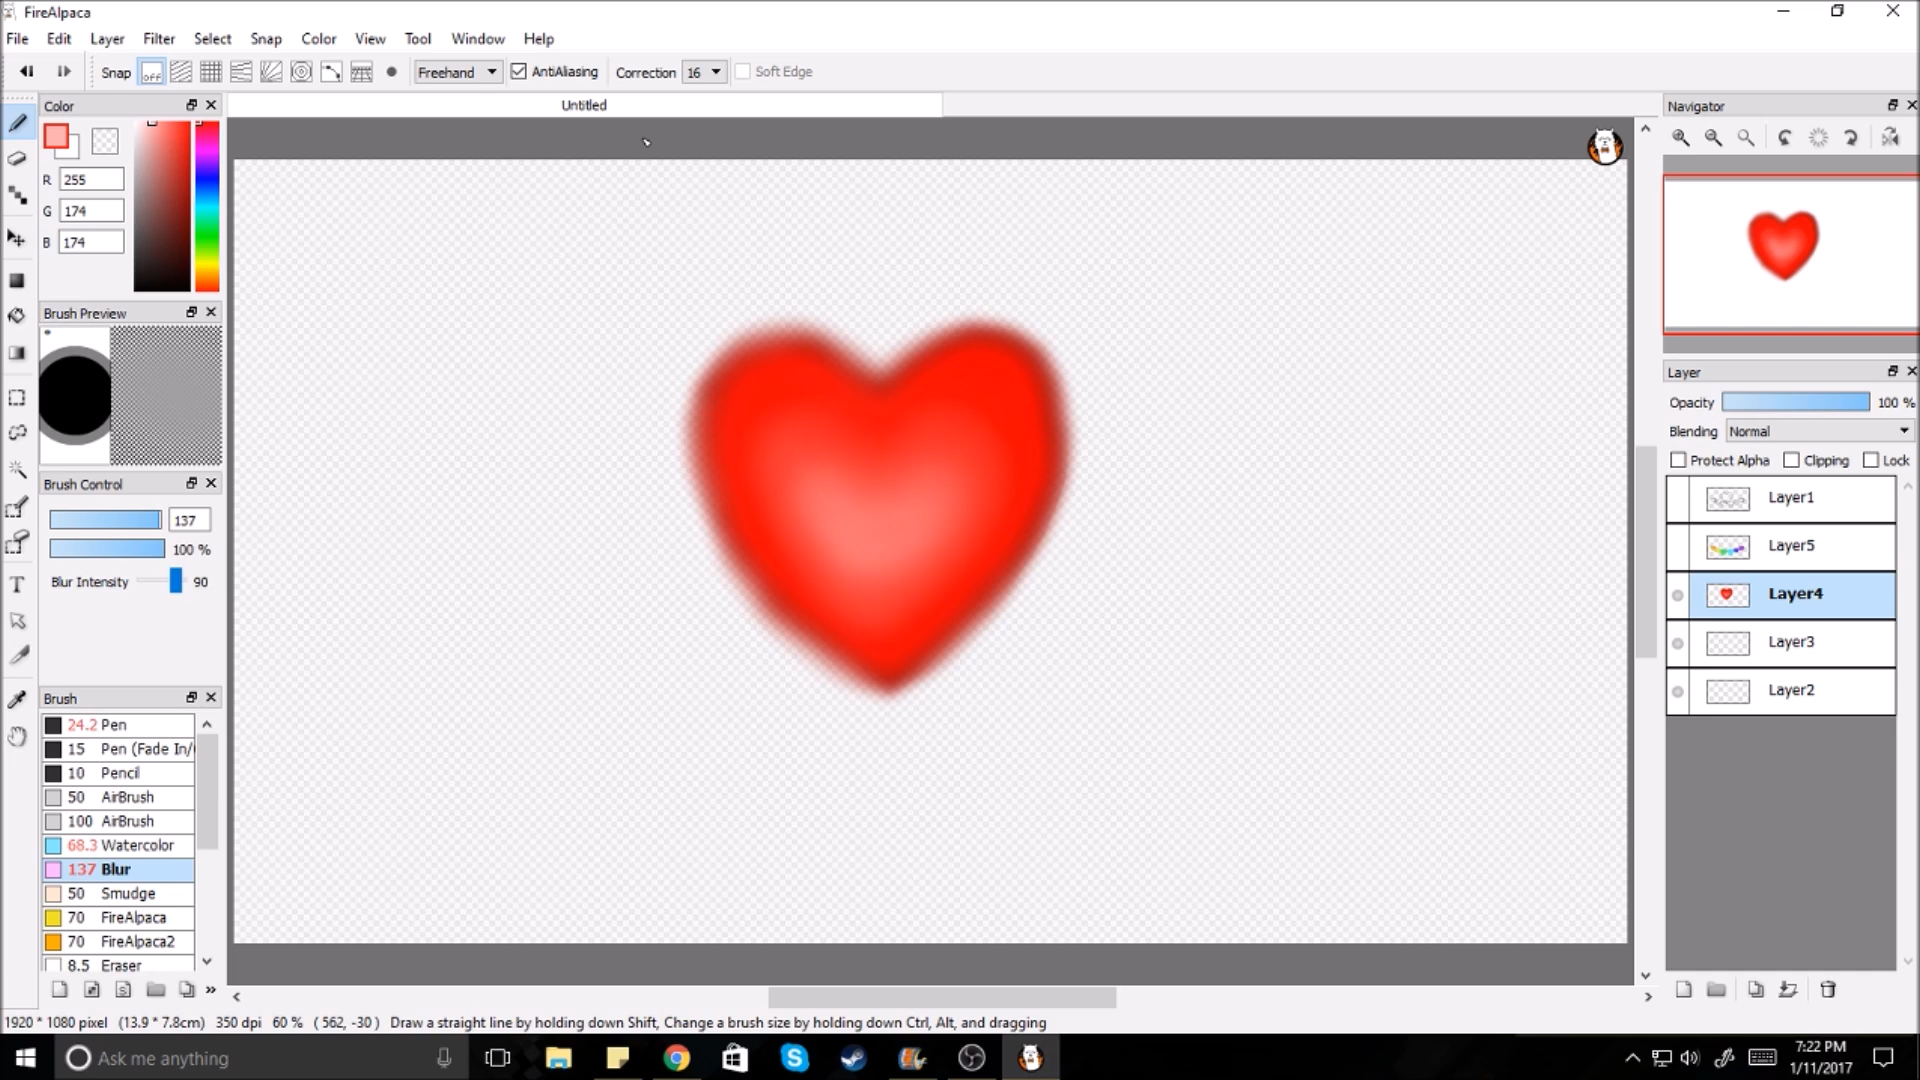 FireAlpaca
File Edit Layer Filter Select Snap Color View Tool Window Help
Snap OFF Freehand AntiAliasing Correction 16 Soft Edge
Color
Untitled
Navigator
R 255
G 174
B 174
Brush Preview
Brush Control
137
100 %
Blur Intensity 90
Brush
24.2 Pen
15 Pen (Fade In/
10 Pencil
50 AirBrush
100 AirBrush
68.3 Watercolor
137 Blur
50 Smudge
70 FireAlpaca
70 FireAlpaca2
8.5 Eraser
Layer
Opacity 100 %
Blending Normal
Protect Alpha Clipping Lock
Layer1
Layer5
Layer4
Layer3
Layer2
1920 * 1080 pixel (13.9 * 7.8cm) 350 dpi 60 % ( 562, -30 ) Draw a straight line by holding down Shift, Change a brush size by holding down Ctrl, Alt, and dragging
Ask me anything
7:22 PM
1/11/2017